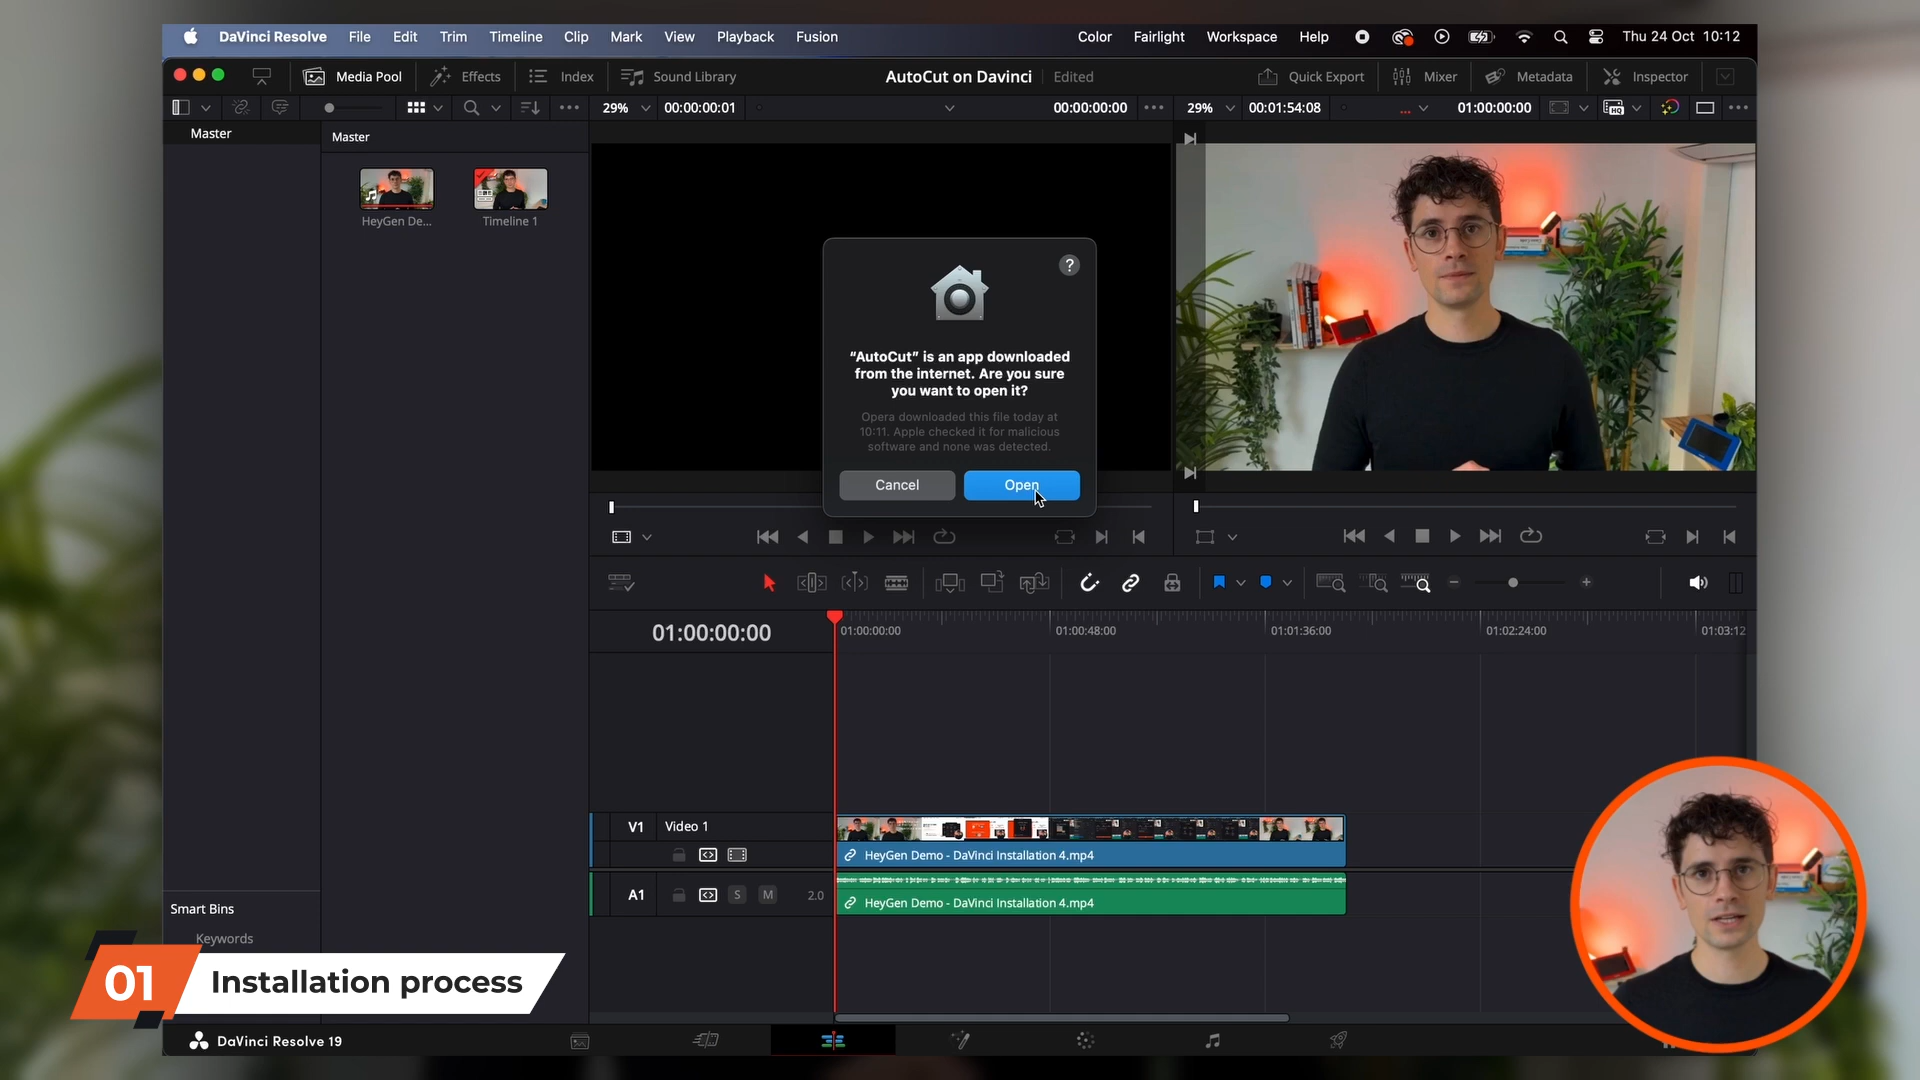 DaVinci Resolve File Edit Trim Timeline Clip Mark View Playback Fusion Color Fairlight Workspace Help Thu 24 Oct 10:12
Media Pool Effects Index Sound Library AutoCut on Davinci Edited Quick Export Mixer Metadata Inspector
29% 00:00:00:01 00:00:00:00 29% 00:01:54:08 01:00:00:00
Master
Master
HeyGen De... Timeline 1
?
“AutoCut” is an app downloaded
from the internet. Are you sure
you want to open it?
Opera downloaded this file today at
10:11. Apple checked it for malicious
software and none was detected.
Cancel Open
01:00:00:00 01:00:00:00 01:00:48:00 01:01:36:00 01:02:24:00 01:03:12
V1 Video 1
HeyGen Demo - DaVinci Installation 4.mp4
A1 S M 2.0
HeyGen Demo - DaVinci Installation 4.mp4
Smart Bins
Keywords
01 Installation process
DaVinci Resolve 19